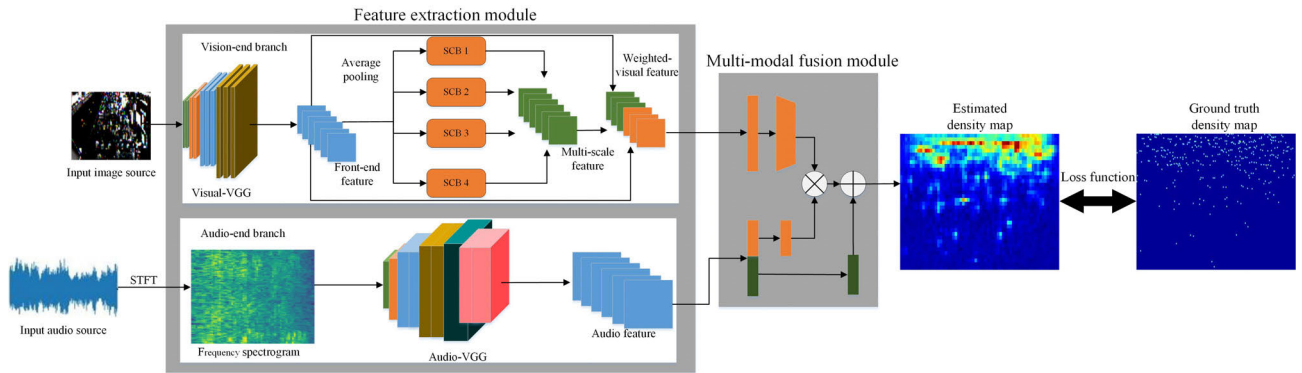 Feature extraction module
Vision-end branch
Average
pooling
SCB 1
SCB 2
SCB 3
SCB 4
Weighted-
visual feature
Multi-scale
feature
Front-end
feature
Visual-VGG
Input image source
Multi-modal fusion module
Estimated
density map
Loss function
Ground truth
density map
Audio-end branch
STFT
Input audio source
Frequency spectrogram
Audio-VGG
Audio feature